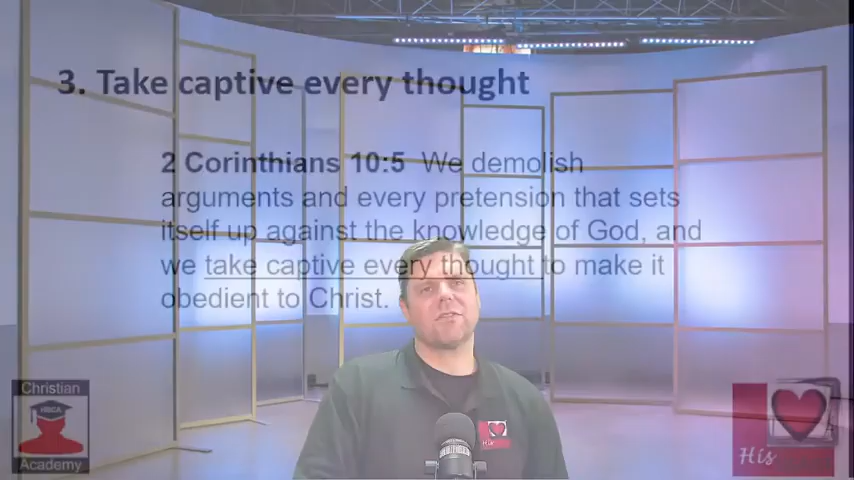 3. Take captive every thought
2 Corinthians 10:5 We demolish
arguments and every pretension that sets
itself up against the knowledge of God, and
we take captive every thought to make it
obedient to Christ.
Christian
HBCA
Academy
His
His